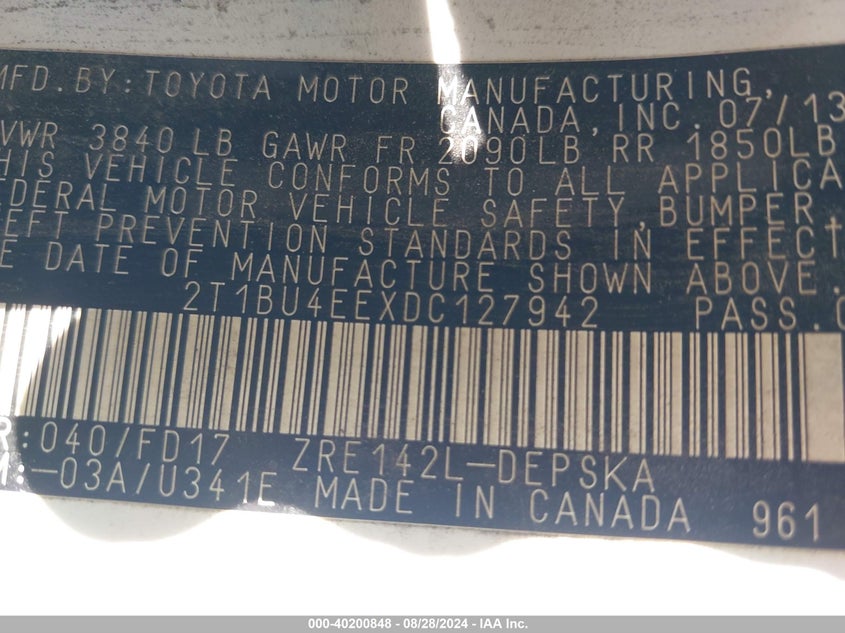 MFD. BY: TOYOTA MOTOR MANUFACTURING,
CANADA, INC. 07/13
VWR 3840 LB GAWR FR 2090LB RR 1850LB
HIS VEHICLE CONFORMS TO ALL APPLICA
DERAL MOTOR VEHICLE SAFETY, BUMPER,
EFT PREVENTION STANDARDS IN EFFECT
E DATE OF MANUFACTURE SHOWN ABOVE.
2T1BU4EEXDC127942 PASS.C
R:040/FD17 ZRE142L-DEPSKA
M:-03A/U341E MADE IN CANADA 961
000-40200848 - 08/28/2024 - IAA Inc.